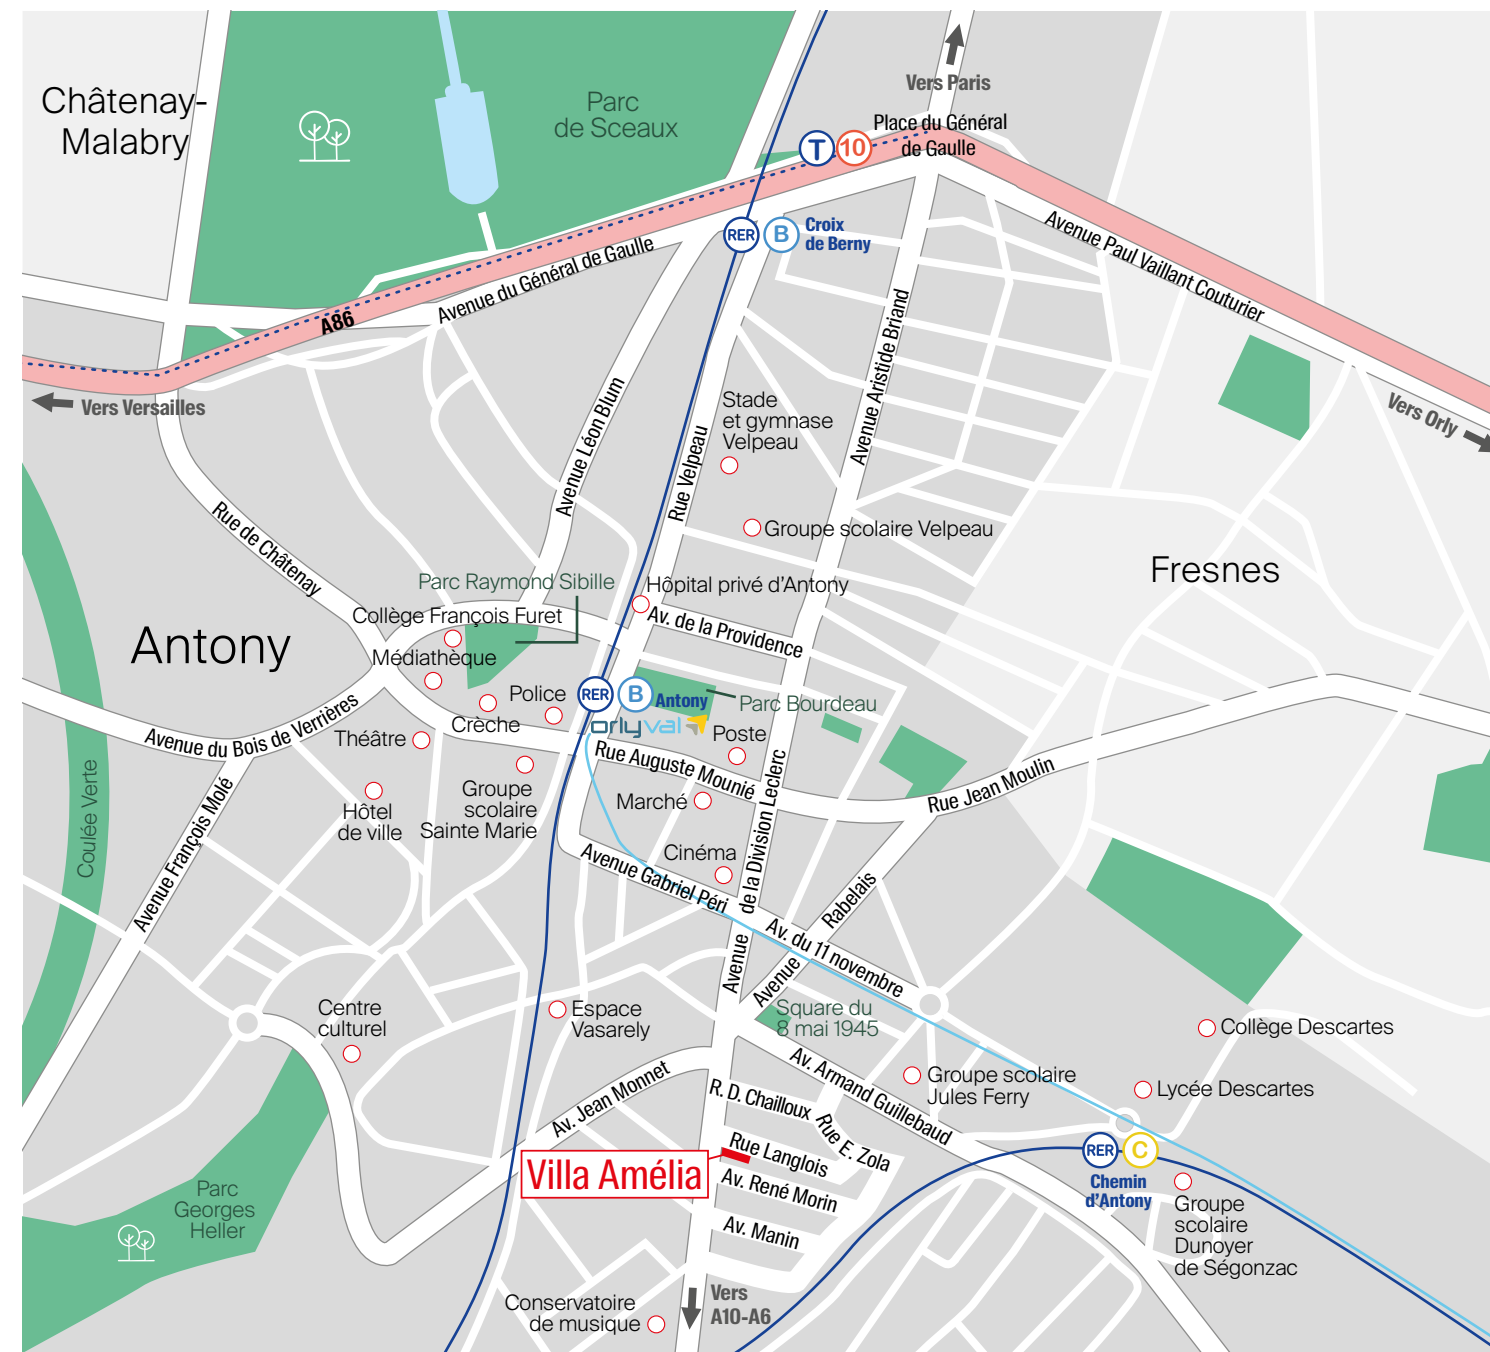 Châtenay-
Malabry
Parc
de Sceaux
Vers Paris
Place du Général
de Gaulle
T
10
RER
B
Croix
de Berny
Avenue Paul Vaillant Couturier
Avenue du Général de Gaulle
A86
Vers Versailles
Vers Orly
Avenue Aristide Briand
Avenue Léon Blum
Rue Velpeau
Stade
et gymnase
Velpeau
Groupe scolaire Velpeau
Rue de Châtenay
Fresnes
Parc Raymond Sibille
Hôpital privé d'Antony
Collège François Furet
Av. de la Providence
Antony
Médiathèque
Police
RER
B
Antony
orlyval
Parc Bourdeau
Crèche
Poste
Avenue du Bois de Verrières
Théâtre
Rue Auguste Mounié
Rue Jean Moulin
Coulée Verte
Avenue François Molé
Hôtel
de ville
Groupe
scolaire
Sainte Marie
Marché
Cinéma
Avenue Gabriel Péri
Avenue de la Division Leclerc
Avenue Rabelais
Av. du 11 novembre
Centre
culturel
Espace
Vasarely
Square du
8 mai 1945
Collège Descartes
Av. Jean Monnet
Av. Armand Guillebaud
Groupe scolaire
Jules Ferry
Lycée Descartes
R. D. Chailloux
Rue E. Zola
Rue Langlois
Villa Amélia
Av. René Morin
Av. Manin
RER
C
Chemin
d'Antony
Parc
Georges
Heller
Groupe
scolaire
Dunoyer
de Ségonzac
Conservatoire
de musique
Vers
A10-A6